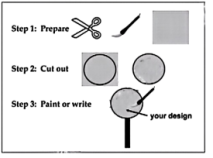 Step 1: Prepare
Step 2: Cut out
Step 3: Paint or write
your design